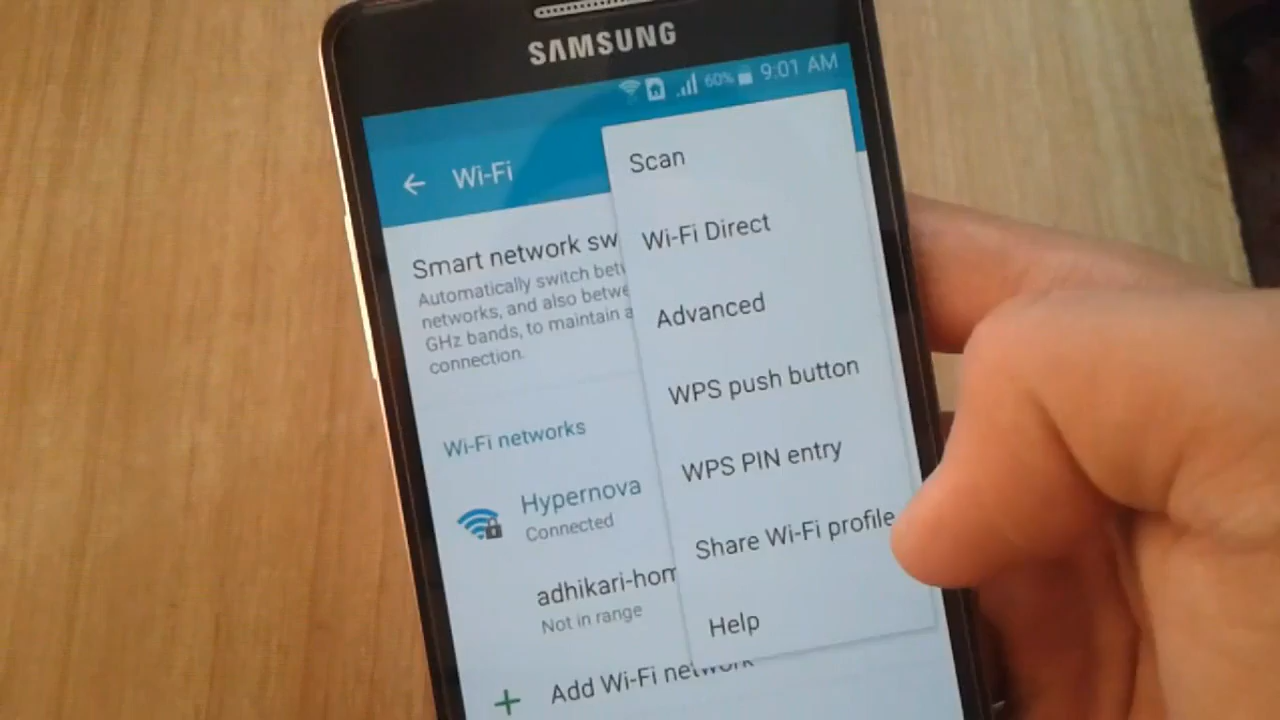 SAMSUNG
60% 9:01 AM
Wi-Fi
Scan
Wi-Fi Direct
Advanced
WPS push button
WPS PIN entry
Share Wi-Fi profile
Help
Smart network sw
Automatically switch betw
networks, and also betwe
GHz bands, to maintain a
connection.
Wi-Fi networks
Hypernova
Connected
adhikari-hom
Not in range
Add Wi-Fi network